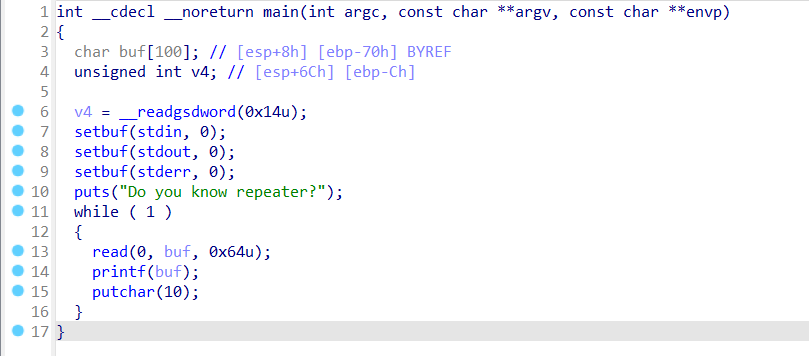 1 int __cdecl __noreturn main(int argc, const char **argv, const char **envp)
2 {
3   char buf[100]; // [esp+8h] [ebp-70h] BYREF
4   unsigned int v4; // [esp+6Ch] [ebp-Ch]
5
6   v4 = __readgsdword(0x14u);
7   setbuf(stdin, 0);
8   setbuf(stdout, 0);
9   setbuf(stderr, 0);
10   puts("Do you know repeater?");
11   while ( 1 )
12   {
13     read(0, buf, 0x64u);
14     printf(buf);
15     putchar(10);
16   }
17 }